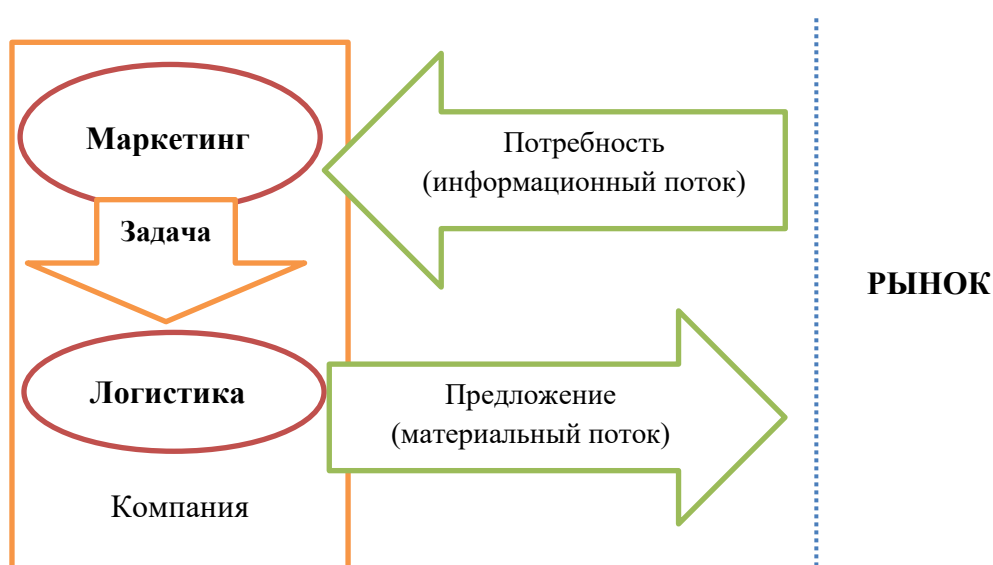 Маркетинг
Потребность
(информационный поток)
Задача
РЫНОК
Логистика
Предложение
(материальный поток)
Компания